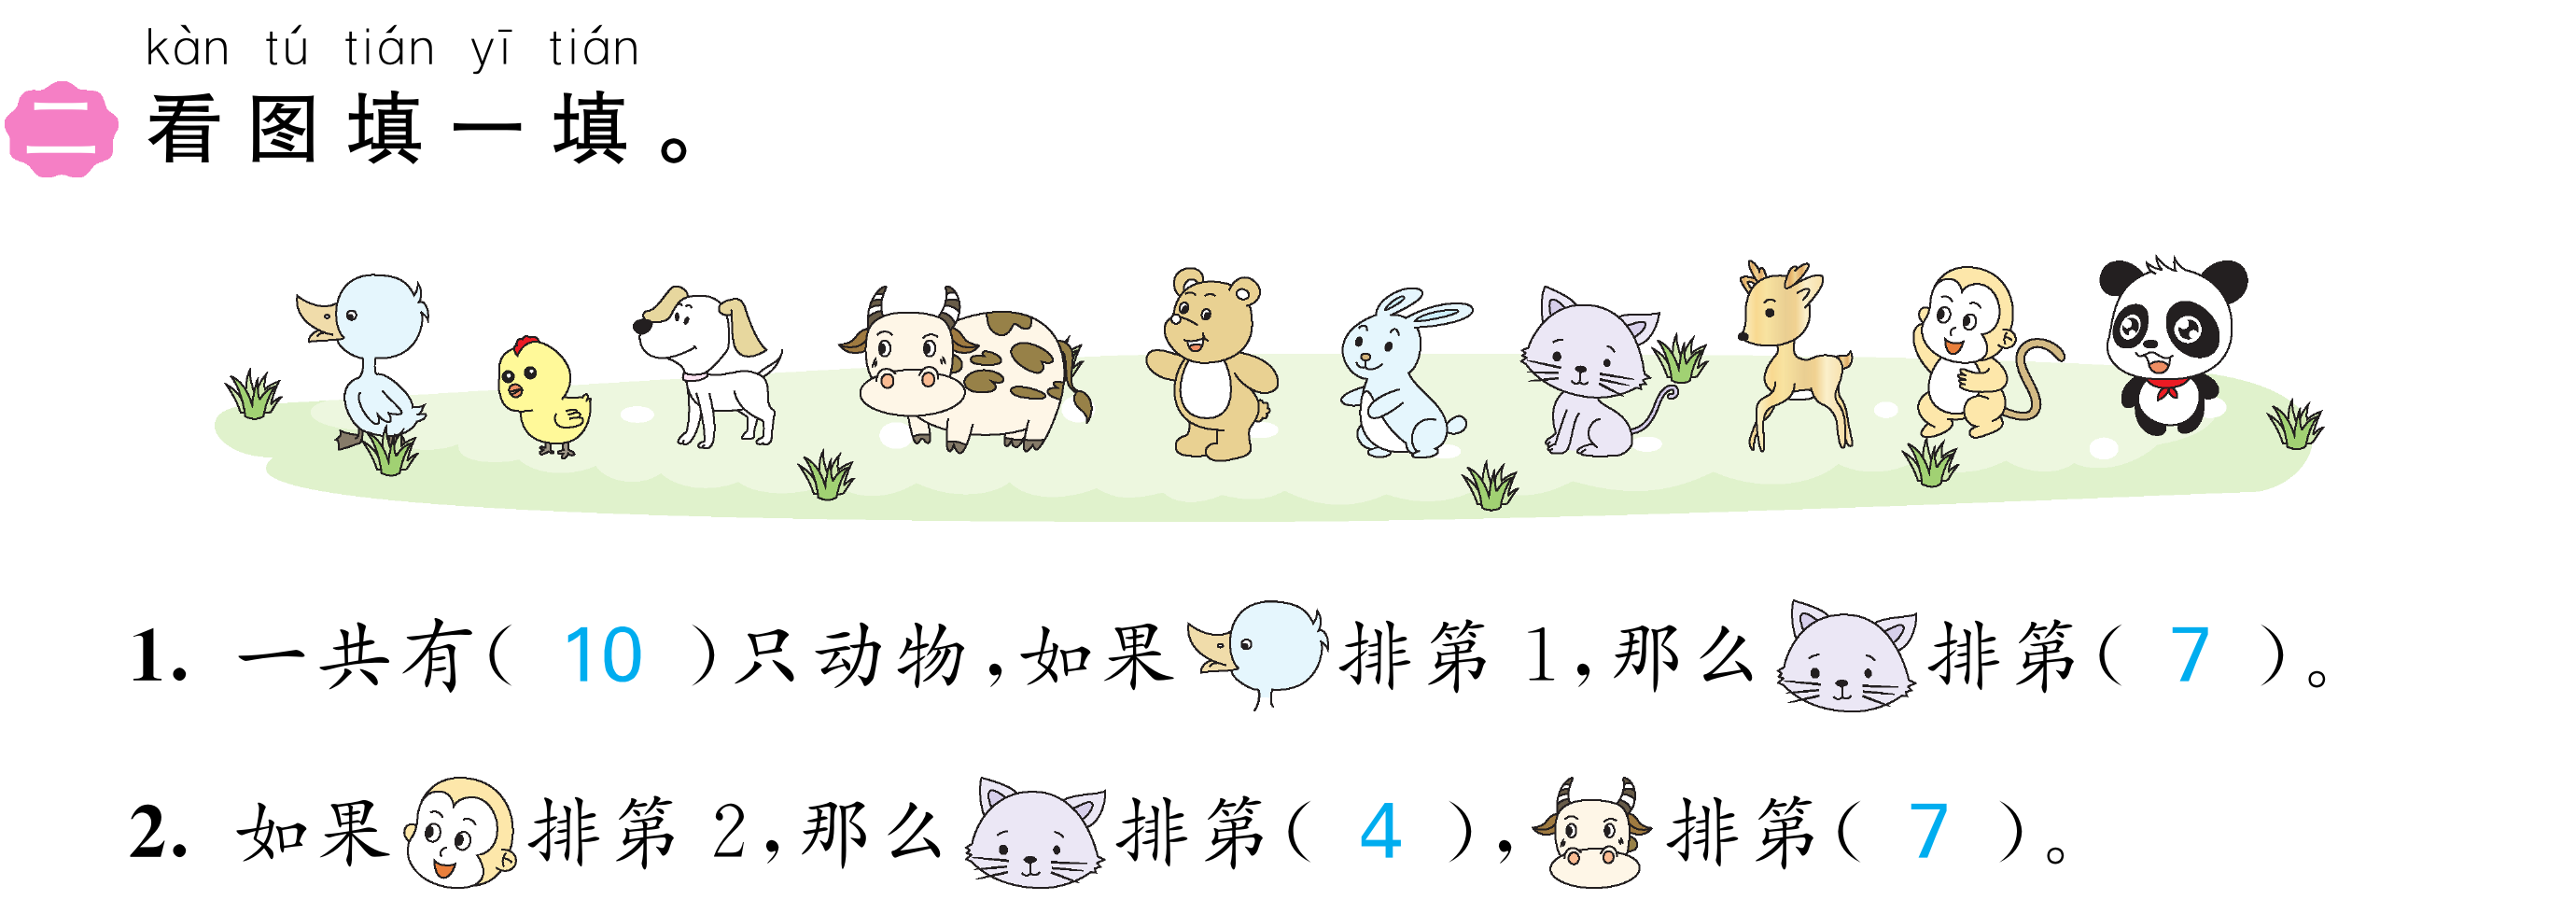 kàn tú tián yī tián
二 看图填一填。
1. 一共有( 10 )只动物,如果排第 1,那么排第( 7 )。
2. 如果排第 2,那么排第( 4 ),排第( 7 )。